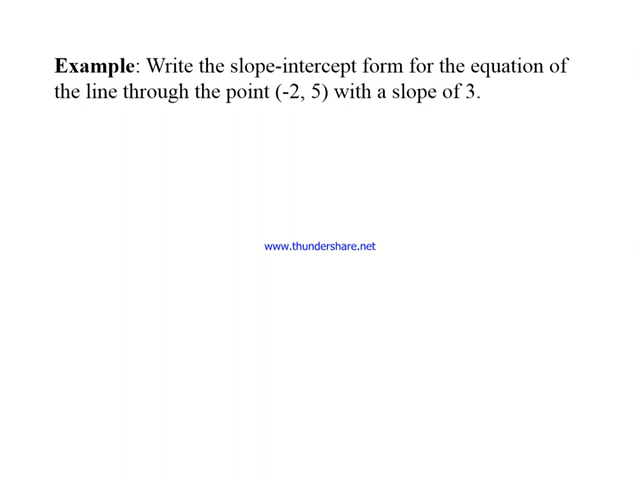 Example: Write the slope-intercept form for the equation of
the line through the point (-2, 5) with a slope of 3.
www.thundershare.net